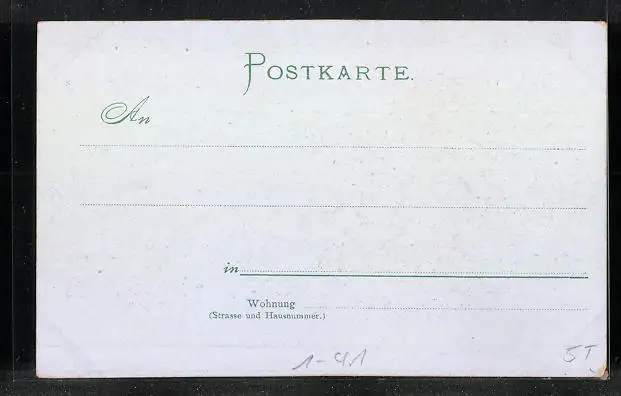 POSTKARTE.
An
in
Wohnung
(Strasse und Hausnummer.)
1-41 5T